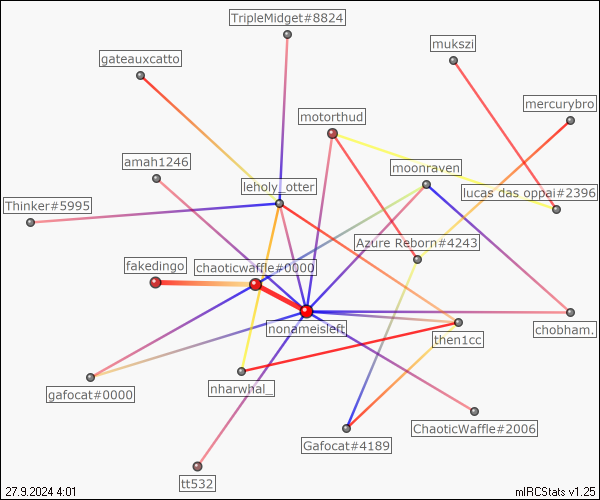 TripleMidget#8824
mukszi
gateauxcatto
mercurybro
motorthud
amah1246
moonraven
leholy_otter
lucas das oppai#2396
Thinker#5995
Azure Reborn#4243
fakedingo
chaoticwaffle#0000
nonameisleft
chobham.
then1cc
nharwhal_
gafocat#0000
ChaoticWaffle#2006
Gafocat#4189
tt532
27.9.2024 4:01
mIRCStats v1.25